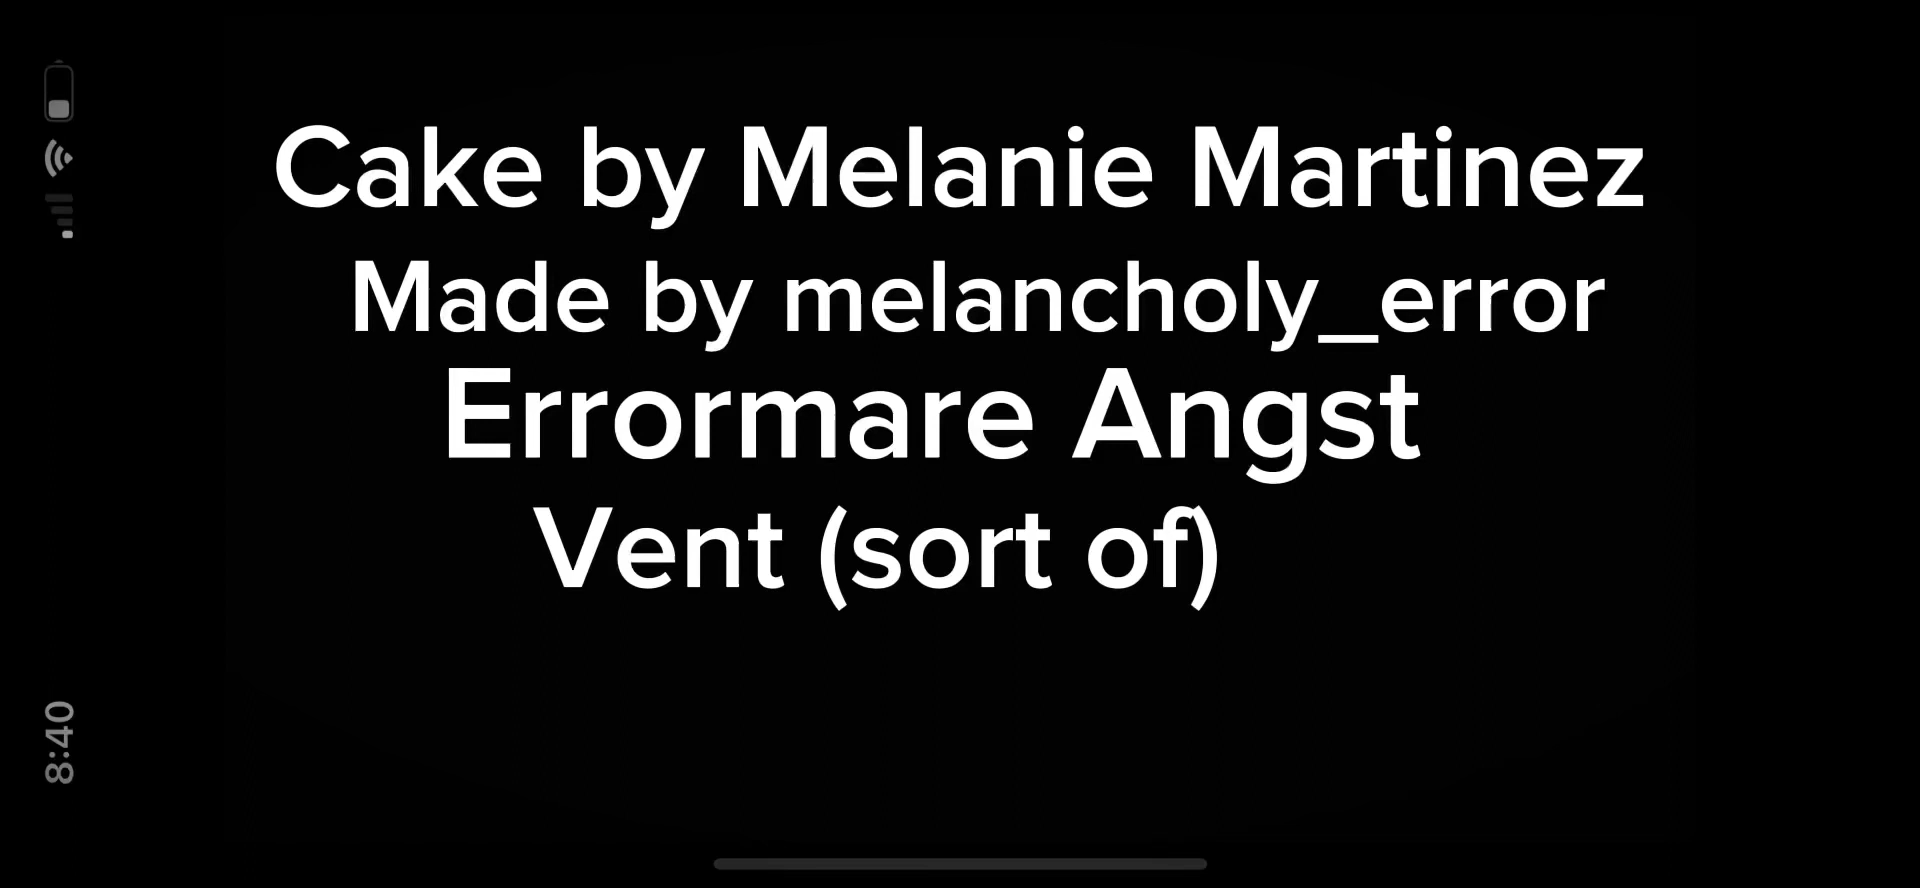 Cake by Melanie Martinez
Made by melancholy_error
Errormare Angst
Vent (sort of)
8:40